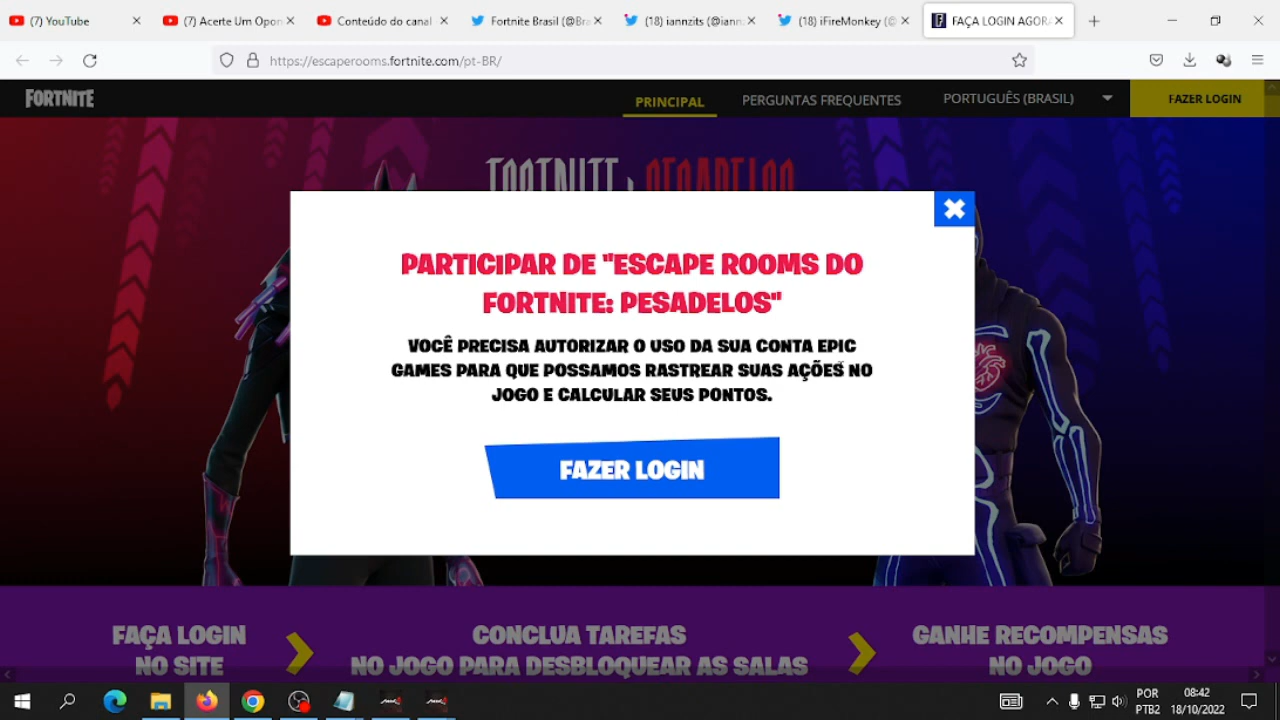 (7) YouTube
(7) Acerte Um Opon
Conteúdo do canal
Fortnite Brasil (@Bra
(18) iannzits (@iann
(18) iFireMonkey (@
FAÇA LOGIN AGORA
https://escaperooms.fortnite.com/pt-BR/
FORTNITE
PRINCIPAL
PERGUNTAS FREQUENTES
PORTUGUÊS (BRASIL)
FAZER LOGIN
FORTNITE PESADELOS
PARTICIPAR DE "ESCAPE ROOMS DO
FORTNITE: PESADELOS"
VOCÊ PRECISA AUTORIZAR O USO DA SUA CONTA EPIC
GAMES PARA QUE POSSAMOS RASTREAR SUAS AÇÕES NO
JOGO E CALCULAR SEUS PONTOS.
FAZER LOGIN
FAÇA LOGIN
NO SITE
CONCLUA TAREFAS
NO JOGO PARA DESBLOQUEAR AS SALAS
GANHE RECOMPENSAS
NO JOGO
POR
PTB2
08:42
18/10/2022